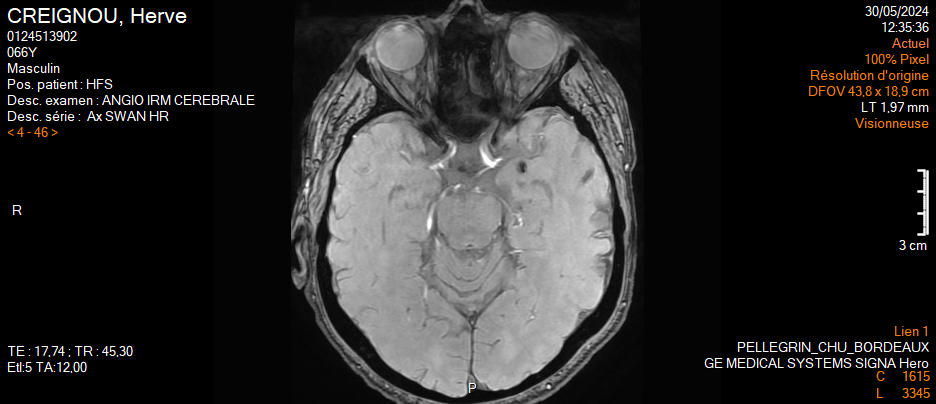 CREIGNOU, Herve
0124513902
066Y
Masculin
Pos. patient : HFS
Desc. examen : ANGIO IRM CEREBRALE
Desc. série : Ax SWAN HR
< 4 - 46 >
30/05/2024
12:35:36
Actuel
100% Pixel
Résolution d'origine
DFOV 43,8 x 18,9 cm
LT 1,97 mm
Visionneuse
R
3 cm
TE : 17,74 ; TR : 45,30
Etl:5 TA:12,00
P
Lien 1
PELLEGRIN_CHU_BORDEAUX
GE MEDICAL SYSTEMS SIGNA Hero
C 1615
L 3345